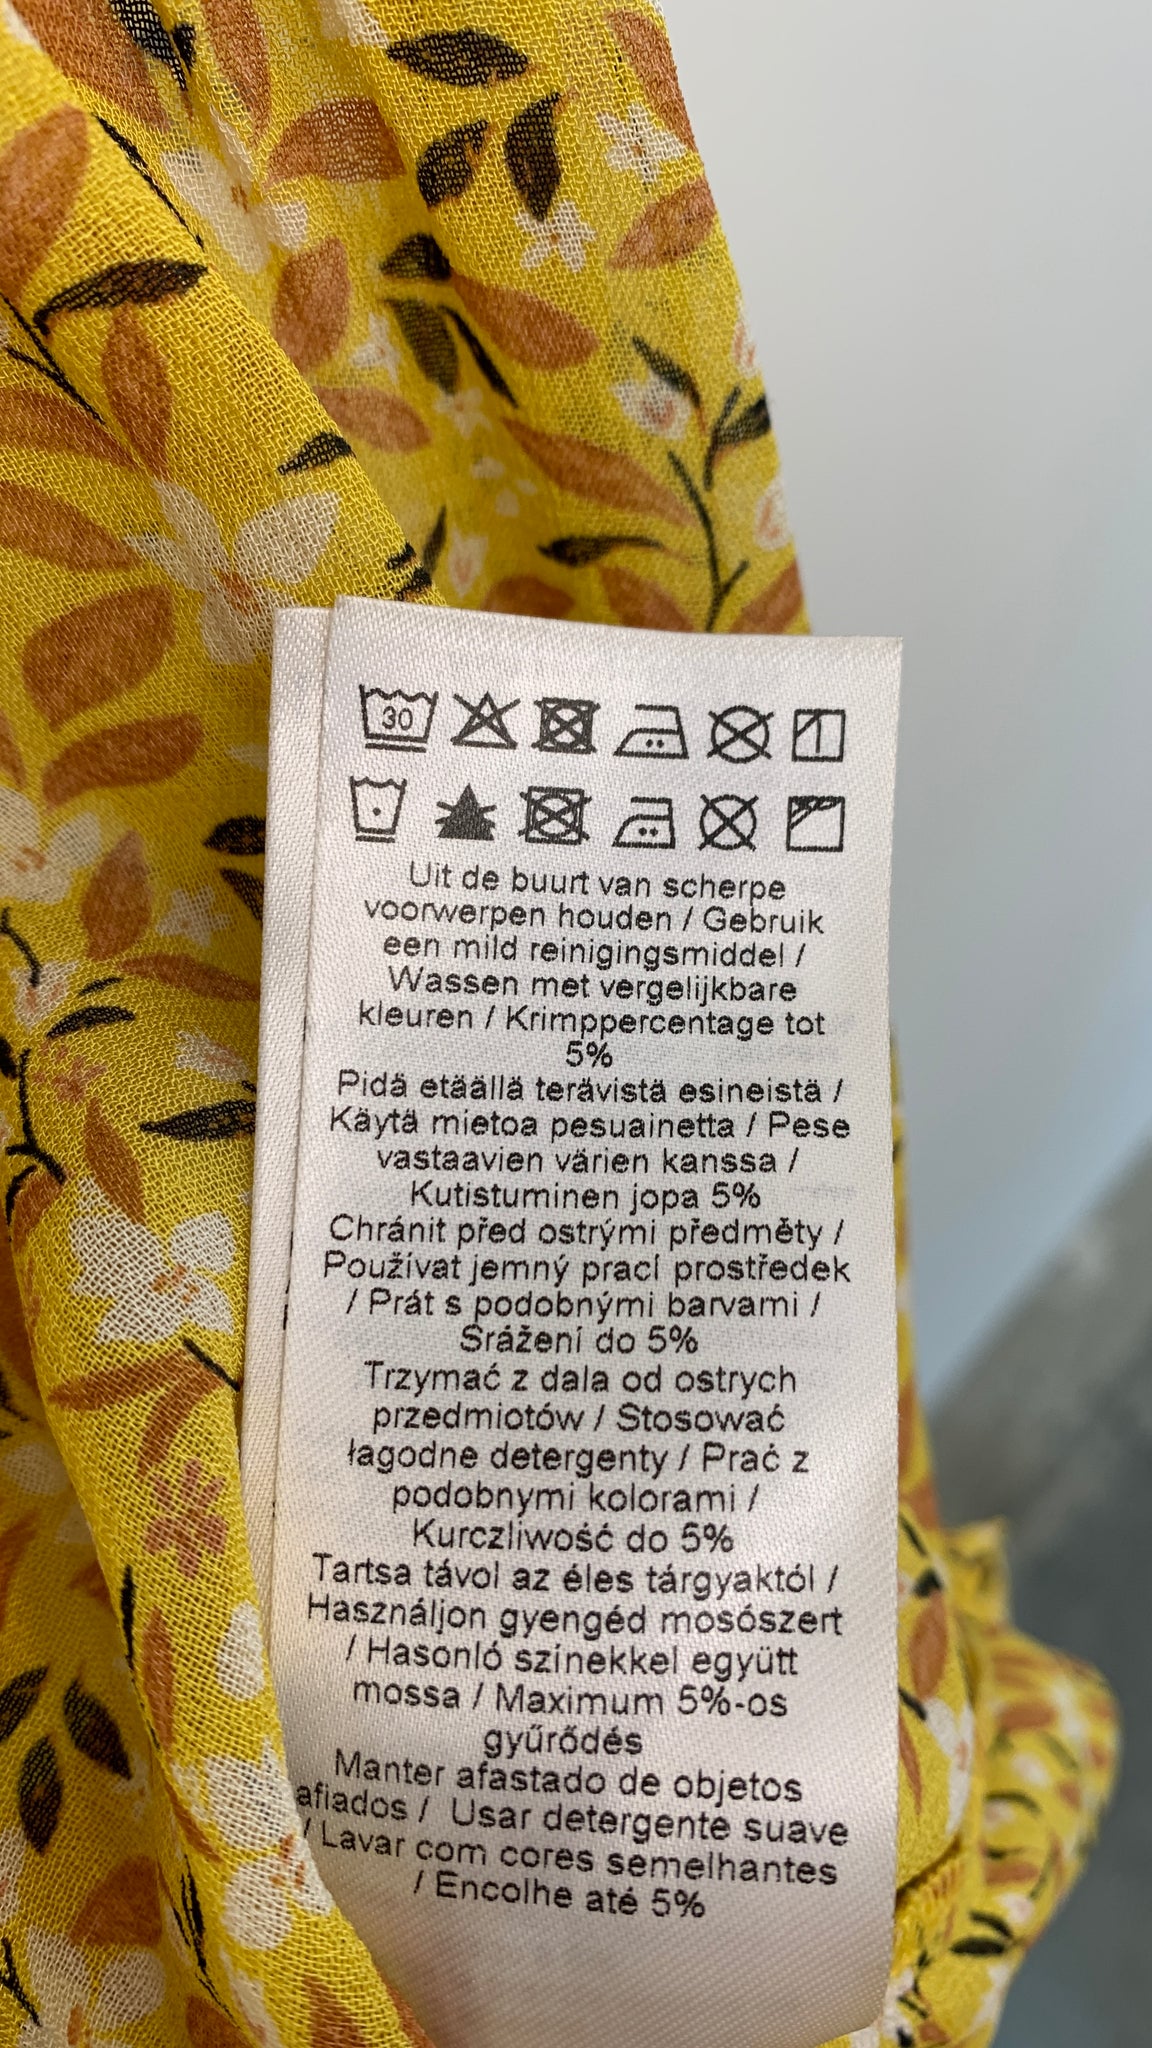 30
Uit de buurt van scherpe
voorwerpen houden / Gebruik
een mild reinigingsmiddel /
Wassen met vergelijkbare
kleuren / Krimppercentage tot
5%
Pidä etäällä terävistä esineistä /
Käytä mietoa pesuainetta / Pese
vastaavien värien kanssa /
Kutistuminen jopa 5%
Chránit před ostrými předměty /
Používat jemný prací prostředek
/ Prát s podobnými barvami /
Srážení do 5%
Trzymać z dala od ostrych
przedmiotów / Stosować
łagodne detergenty / Prać z
podobnymi kolorami /
Kurczliwość do 5%
Tartsa távol az éles tárgyaktól /
Használjon gyengéd mosószert
/ Hasonló színekkel együtt
mossa / Maximum 5%-os
gyűrődés
Manter afastado de objetos
afiados / Usar detergente suave
/ Lavar com cores semelhantes
/ Encolhe até 5%